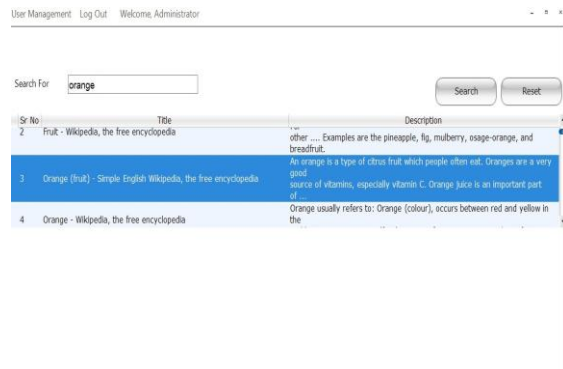 User Management Log Out Welcome, Administrator
Search For orange
Search Reset
Sr No Title Description
2 Fruit - Wikipedia, the free encyclopedia
other .... Examples are the pineapple, fig, mulberry, osage-orange, and
breadfruit.
An orange is a type of citrus fruit which people often eat. Oranges are a very
good
3 Orange (fruit) - Simple English Wikipedia, the free encyclopedia
source of vitamins, especially vitamin C. Orange juice is an important part
of ...
Orange usually refers to: Orange (colour), occurs between red and yellow in
4 Orange - Wikipedia, the free encyclopedia
the